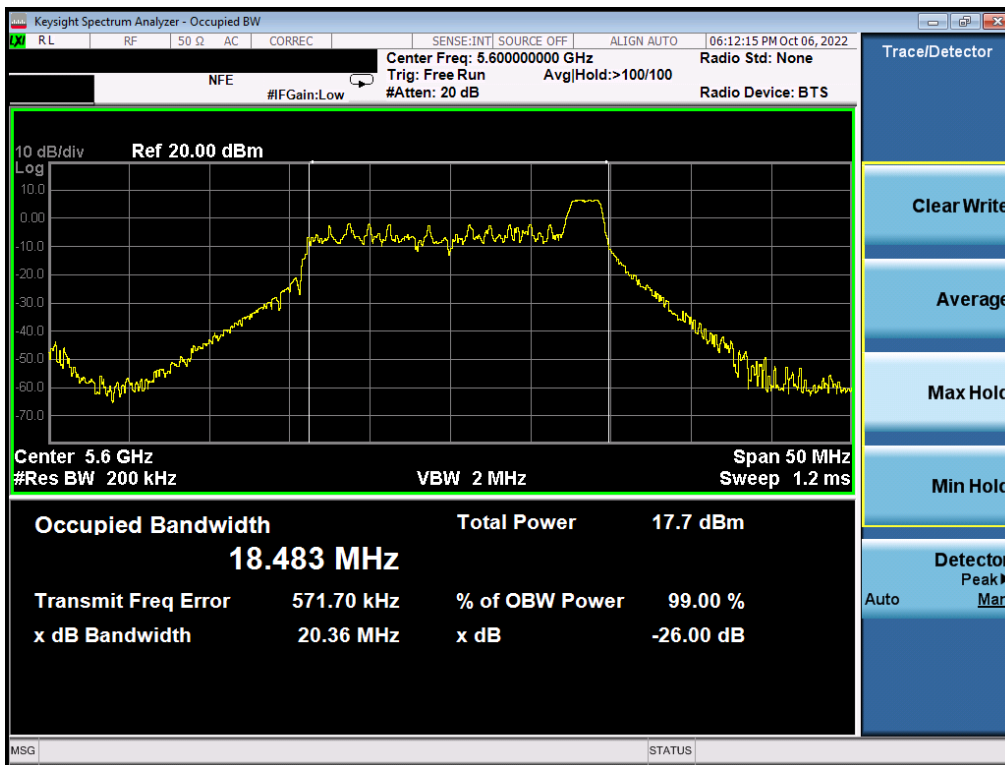 Keysight Spectrum Analyzer - Occupied BW
LXI RL RF 50 Ω AC CORREC SENSE:INT SOURCE OFF ALIGN AUTO 06:12:15 PM Oct 06, 2022
Center Freq: 5.600000000 GHz Radio Std: None
NFE Trig: Free Run Avg|Hold:>100/100
#IFGain:Low #Atten: 20 dB Radio Device: BTS
10 dB/div Ref 20.00 dBm
Log
10.0
0.00
-10.0
-20.0
-30.0
-40.0
-50.0
-60.0
-70.0
Center 5.6 GHz Span 50 MHz
#Res BW 200 kHz VBW 2 MHz Sweep 1.2 ms
Occupied Bandwidth Total Power 17.7 dBm
18.483 MHz
Transmit Freq Error 571.70 kHz % of OBW Power 99.00 %
x dB Bandwidth 20.36 MHz x dB -26.00 dB
MSG STATUS
Trace/Detector
Clear Write
Average
Max Hold
Min Hold
Detector
Peak
Auto Man